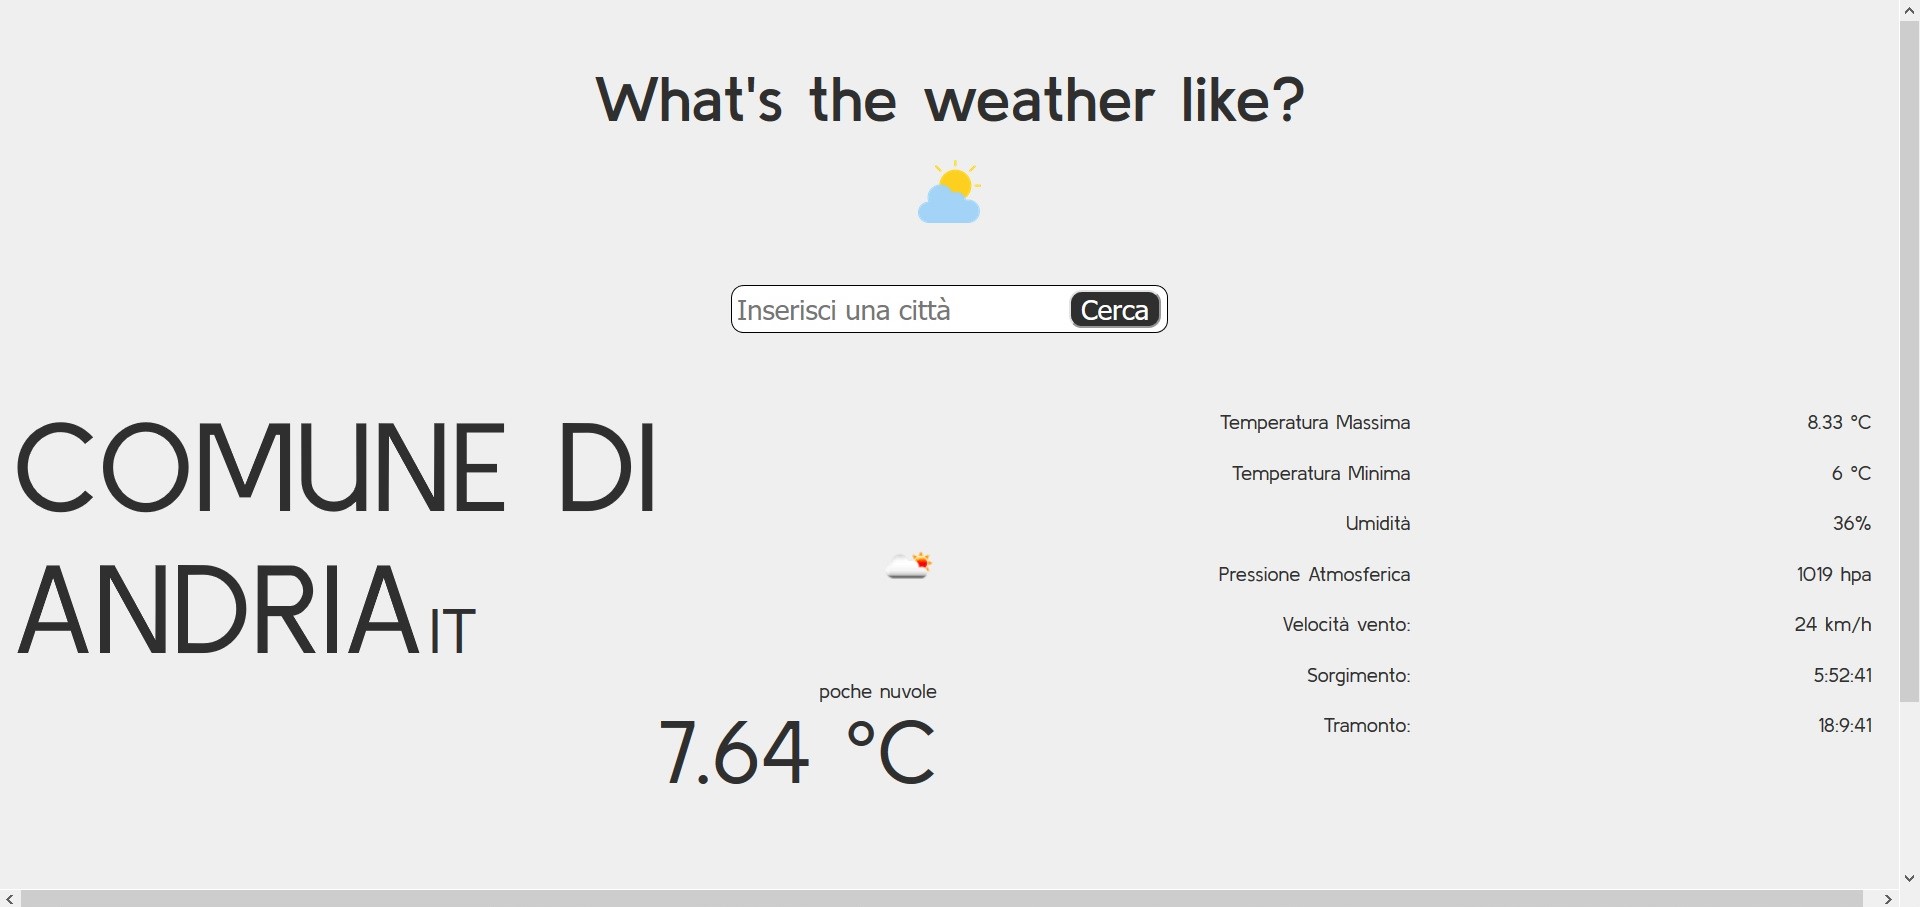 What's the weather like?
Inserisci una città Cerca
COMUNE DI
ANDRIA IT
poche nuvole
7.64 °C
Temperatura Massima 8.33 °C
Temperatura Minima 6 °C
Umidità 36%
Pressione Atmosferica 1019 hpa
Velocità vento: 24 km/h
Sorgimento: 5:52:41
Tramonto: 18:9:41